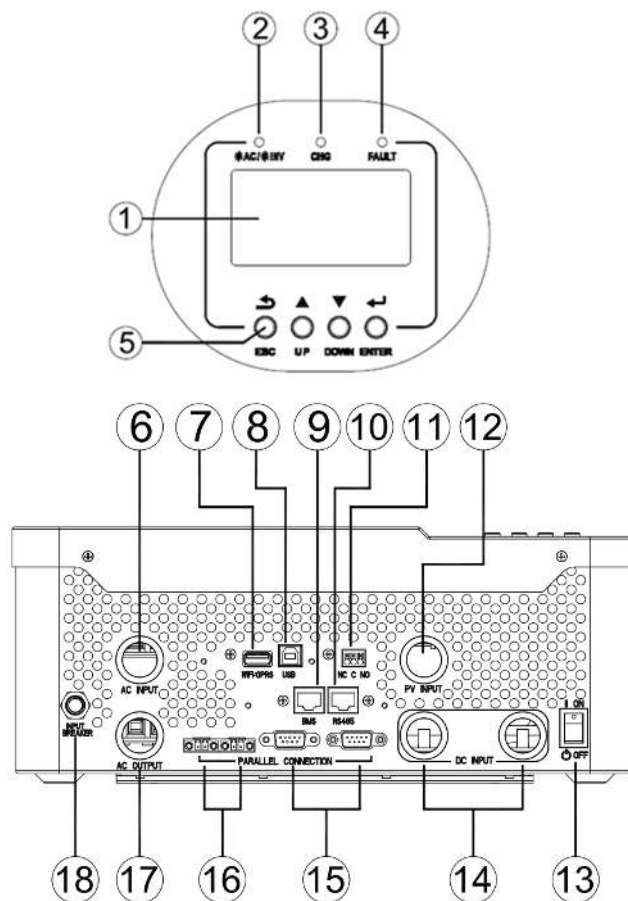 2 3 4
✱AC/✱INV CHG FAULT
1
5
ESC UP DOWN ENTER
6 7 8 9 10 11 12
AC INPUT WIFI·GPRS USB NC C NO PV INPUT
BMS RS485
INPUT
BREAKER
AC OUTPUT
PARALLEL CONNECTION
DC INPUT
I ON
OFF
18 17 16 15 14 13